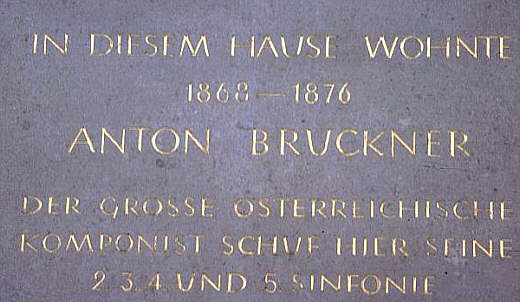 IN DIESEM HAUSE WOHNTE
1868-1876
ANTON BRUCKNER
DER GROSSE ÖSTERREICHISCHE
KOMPONIST SCHUF HIER SEINE
2.3.4. UND 5. SINFONIE